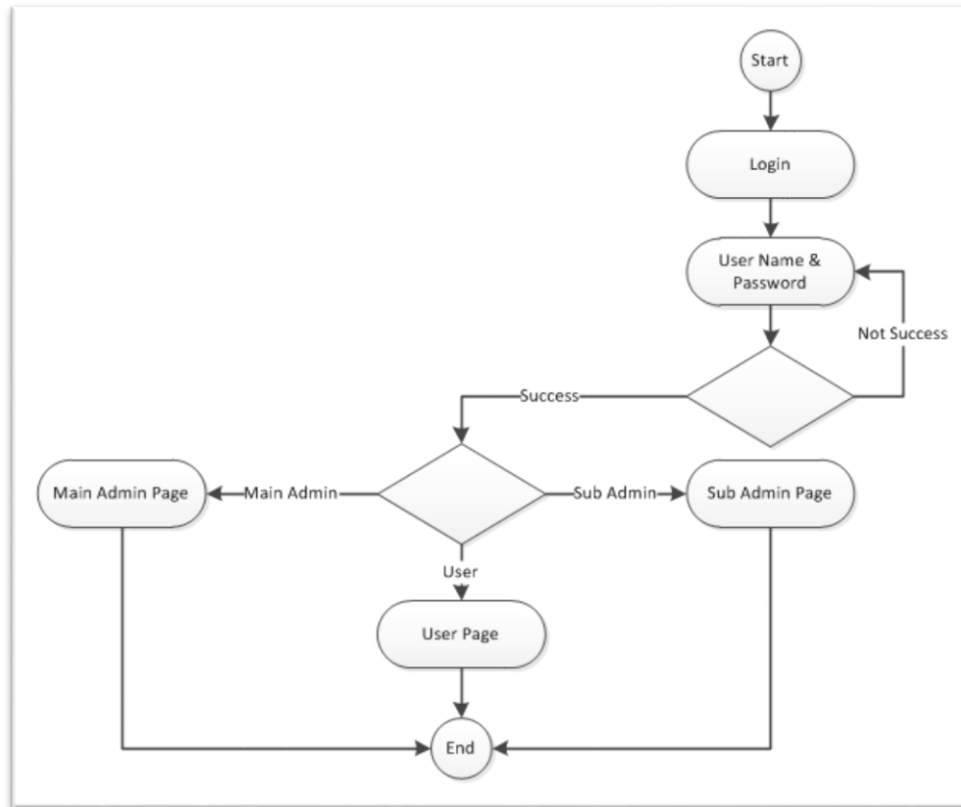 Start
Login
User Name &
Password
Not Success
Success
Main Admin Page
Main Admin
Sub Admin
Sub Admin Page
User
User Page
End